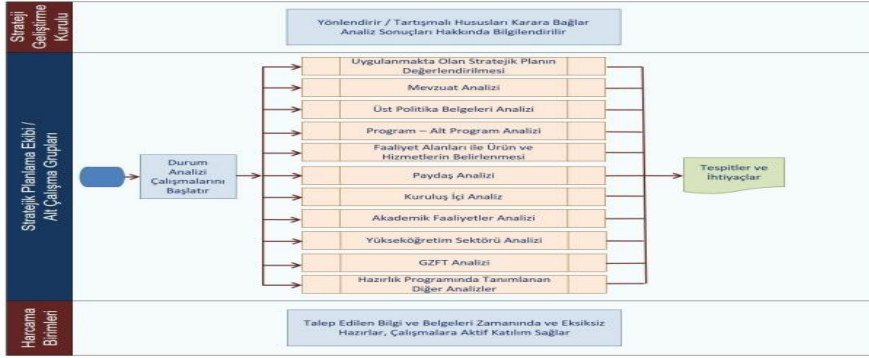 Strateji
Geliştirme
Kurulu
Yönlendirir / Tartışmalı Hususları Karara Bağlar
Analiz Sonuçları Hakkında Bilgilendirilir
Stratejik Planlama Ekibi /
Alt Çalışma Grupları
Durum
Analizi
Çalışmalarını
Başlatır
Uygulanmakta Olan Stratejik Planın
Değerlendirilmesi
Mevzuat Analizi
Üst Politika Belgeleri Analizi
Program – Alt Program Analizi
Faaliyet Alanları ile Ürün ve
Hizmetlerin Belirlenmesi
Paydaş Analizi
Kuruluş İçi Analiz
Akademik Faaliyetler Analizi
Yükseköğretim Sektörü Analizi
GZFT Analizi
Hazırlık Programında Tanımlanan
Diğer Analizler
Tespitler ve
İhtiyaçlar
Harcama
Birimleri
Talep Edilen Bilgi ve Belgeleri Zamanında ve Eksiksiz
Hazırlar, Çalışmalara Aktif Katılım Sağlar